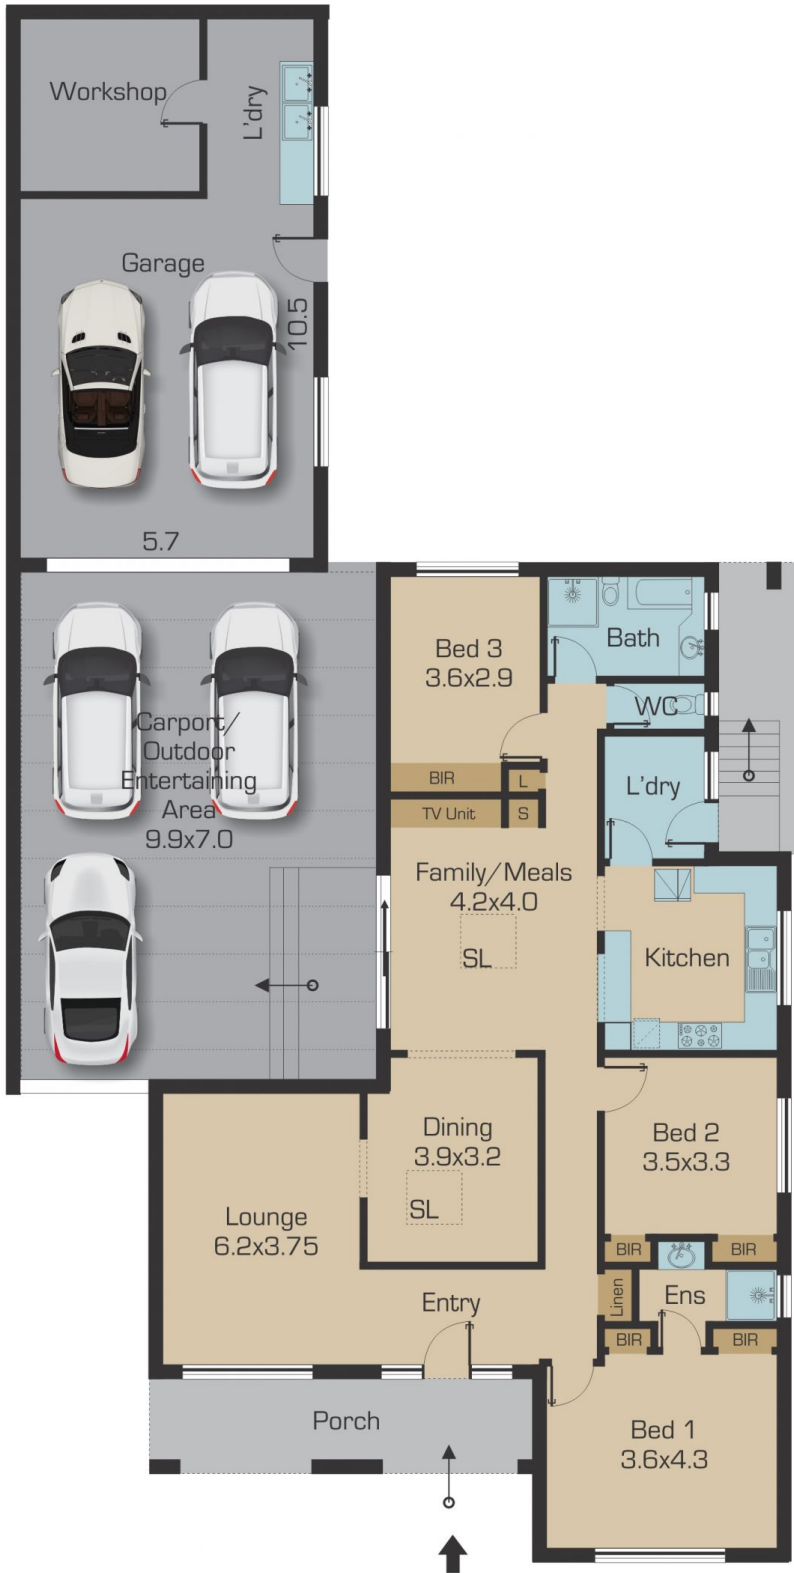 Workshop
L'dry
Garage
10.5
5.7
Carport/
Outdoor
Entertaining
Area
9.9x7.0
Bed 3
3.6x2.9
BIR
L
TV Unit
S
Bath
WC
L'dry
Family/Meals
4.2x4.0
SL
Kitchen
Dining
3.9x3.2
SL
Lounge
6.2x3.75
Bed 2
3.5x3.3
BIR
BIR
Entry
Linen
Ens
BIR
BIR
Porch
Bed 1
3.6x4.3